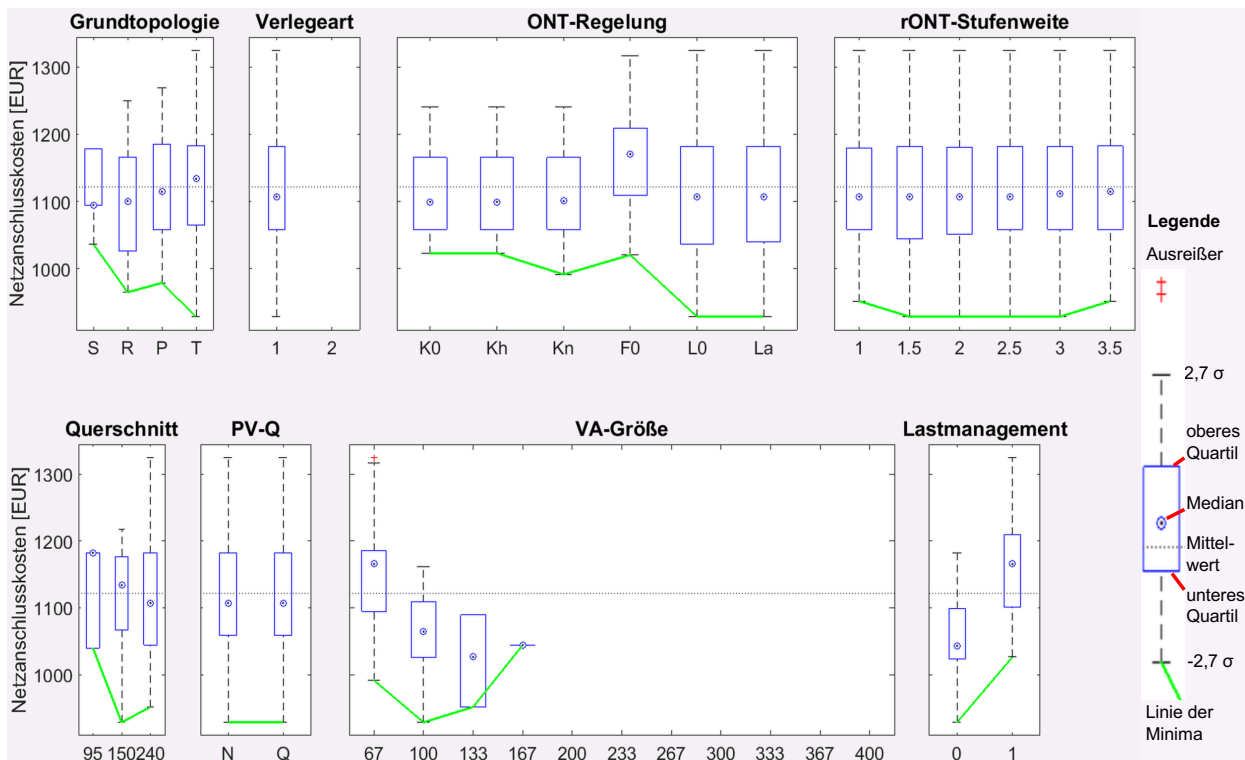 Grundtopologie
Verlegeart
ONT-Regelung
rONT-Stufenweite
Netzanschlusskosten [EUR]
1300
1200
1100
1000
S R P T
1 2
K0 Kh Kn F0 L0 La
1 1.5 2 2.5 3 3.5
Querschnitt
PV-Q
VA-Größe
Lastmanagement
Netzanschlusskosten [EUR]
1300
1200
1100
1000
95 150 240
N Q
67 100 133 167 200 233 267 300 333 367 400
0 1
Legende
Ausreißer
2,7 σ
oberes
Quartil
Median
Mittel-
wert
unteres
Quartil
-2,7 σ
Linie der
Minima